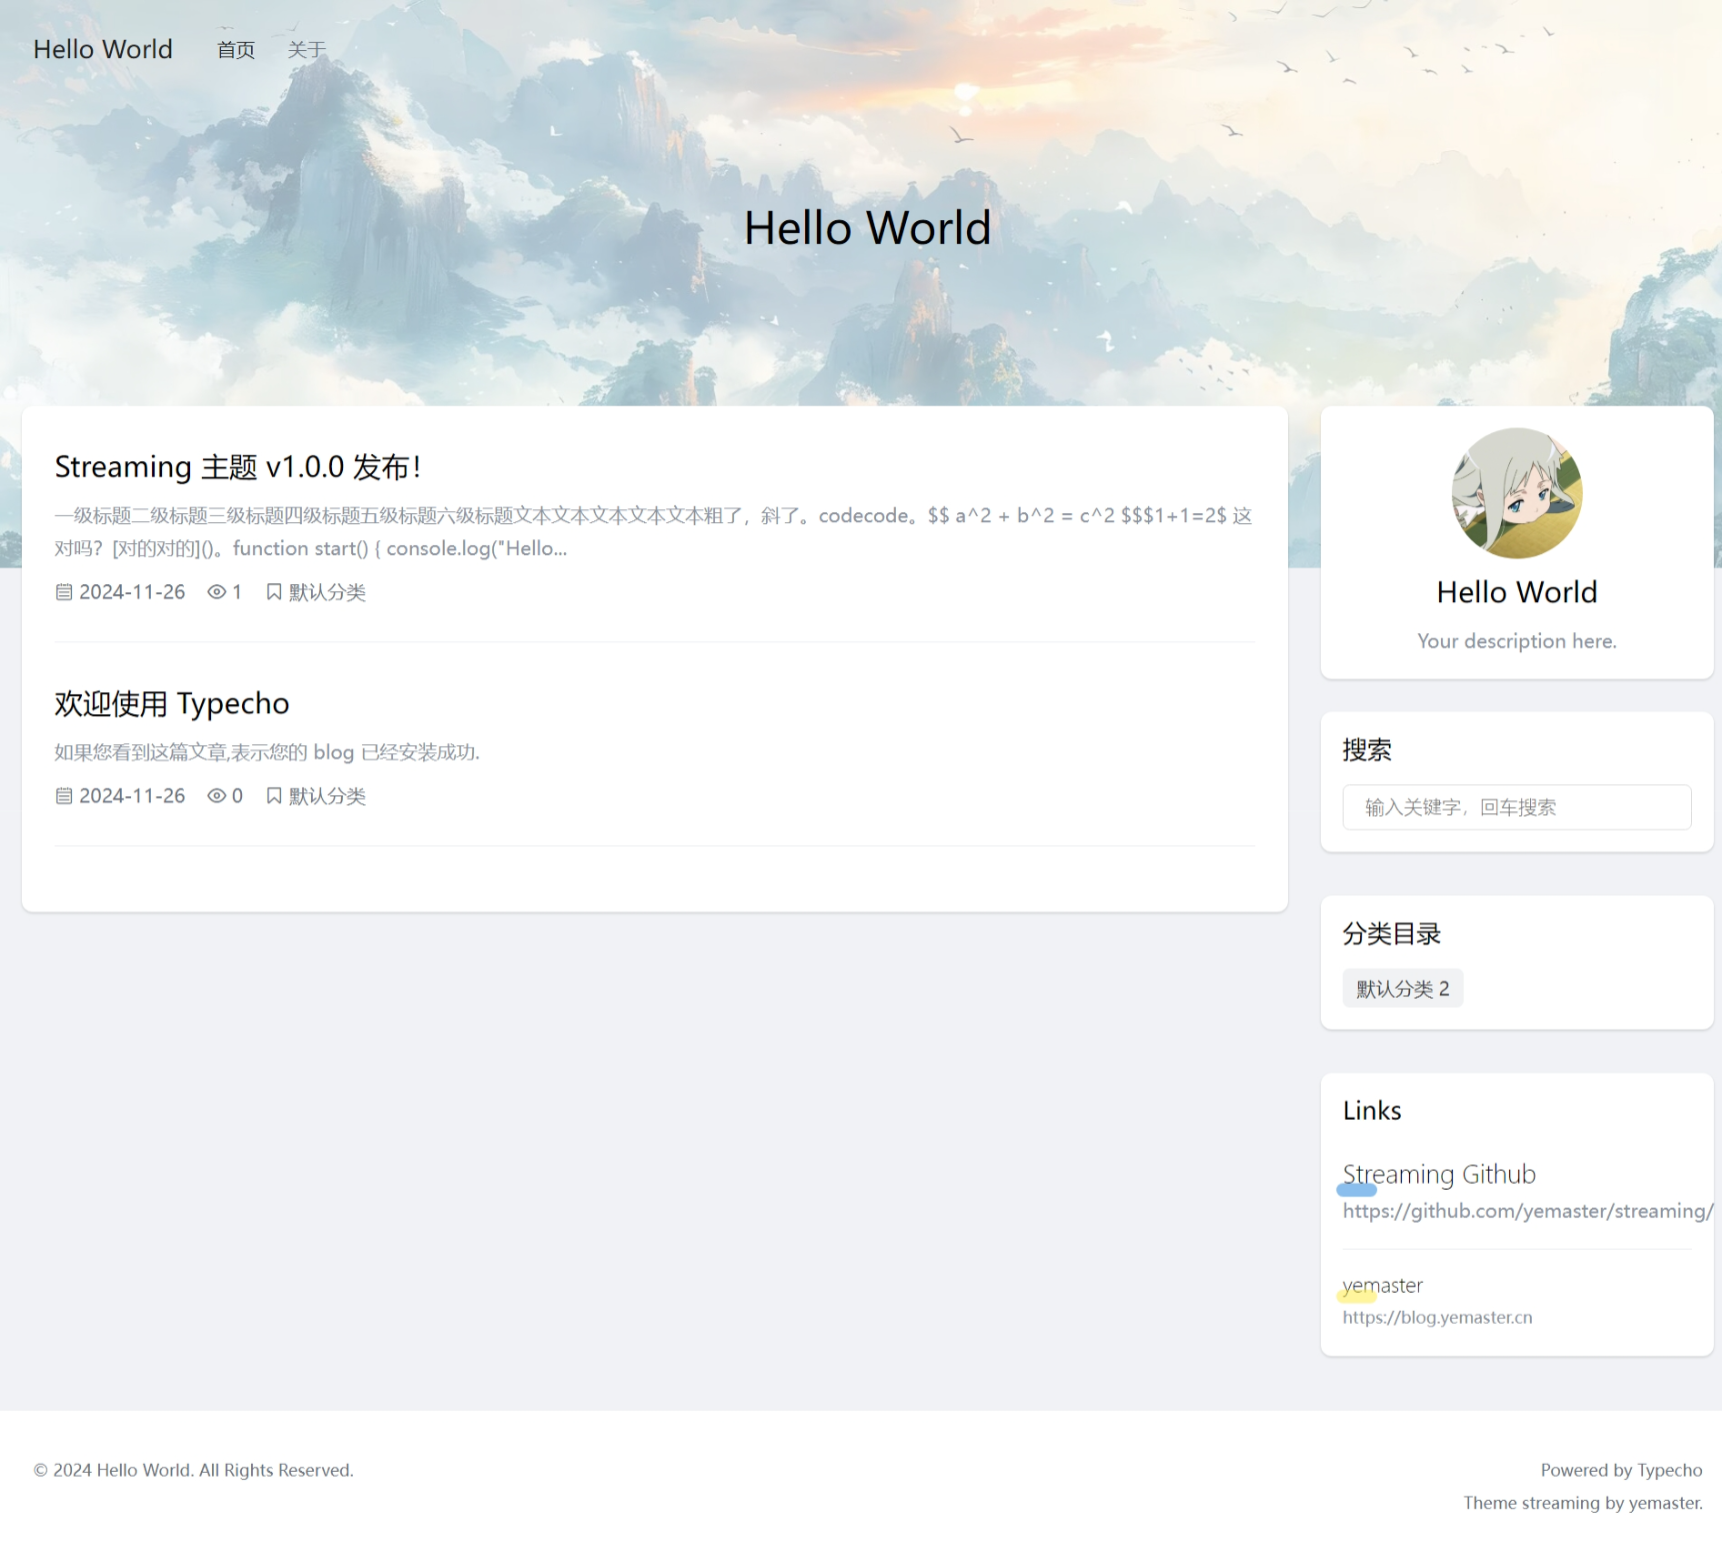 Hello World 首页 关于
Hello World
Streaming 主题 v1.0.0 发布!
一级标题二级标题三级标题四级标题五级标题六级标题文本文本文本文本文本粗了，斜了。codecode。$$ a^2 + b^2 = c^2 $$$1+1=2$ 这
对吗？[对的对的]()。function start() { console.log("Hello...
2024-11-26 1 默认分类
欢迎使用 Typecho
如果您看到这篇文章,表示您的 blog 已经安装成功.
2024-11-26 0 默认分类
Hello World
Your description here.
搜索
输入关键字，回车搜索
分类目录
默认分类 2
Links
Streaming Github
https://github.com/yemaster/streaming/
yemaster
https://blog.yemaster.cn
© 2024 Hello World. All Rights Reserved.
Powered by Typecho
Theme streaming by yemaster.